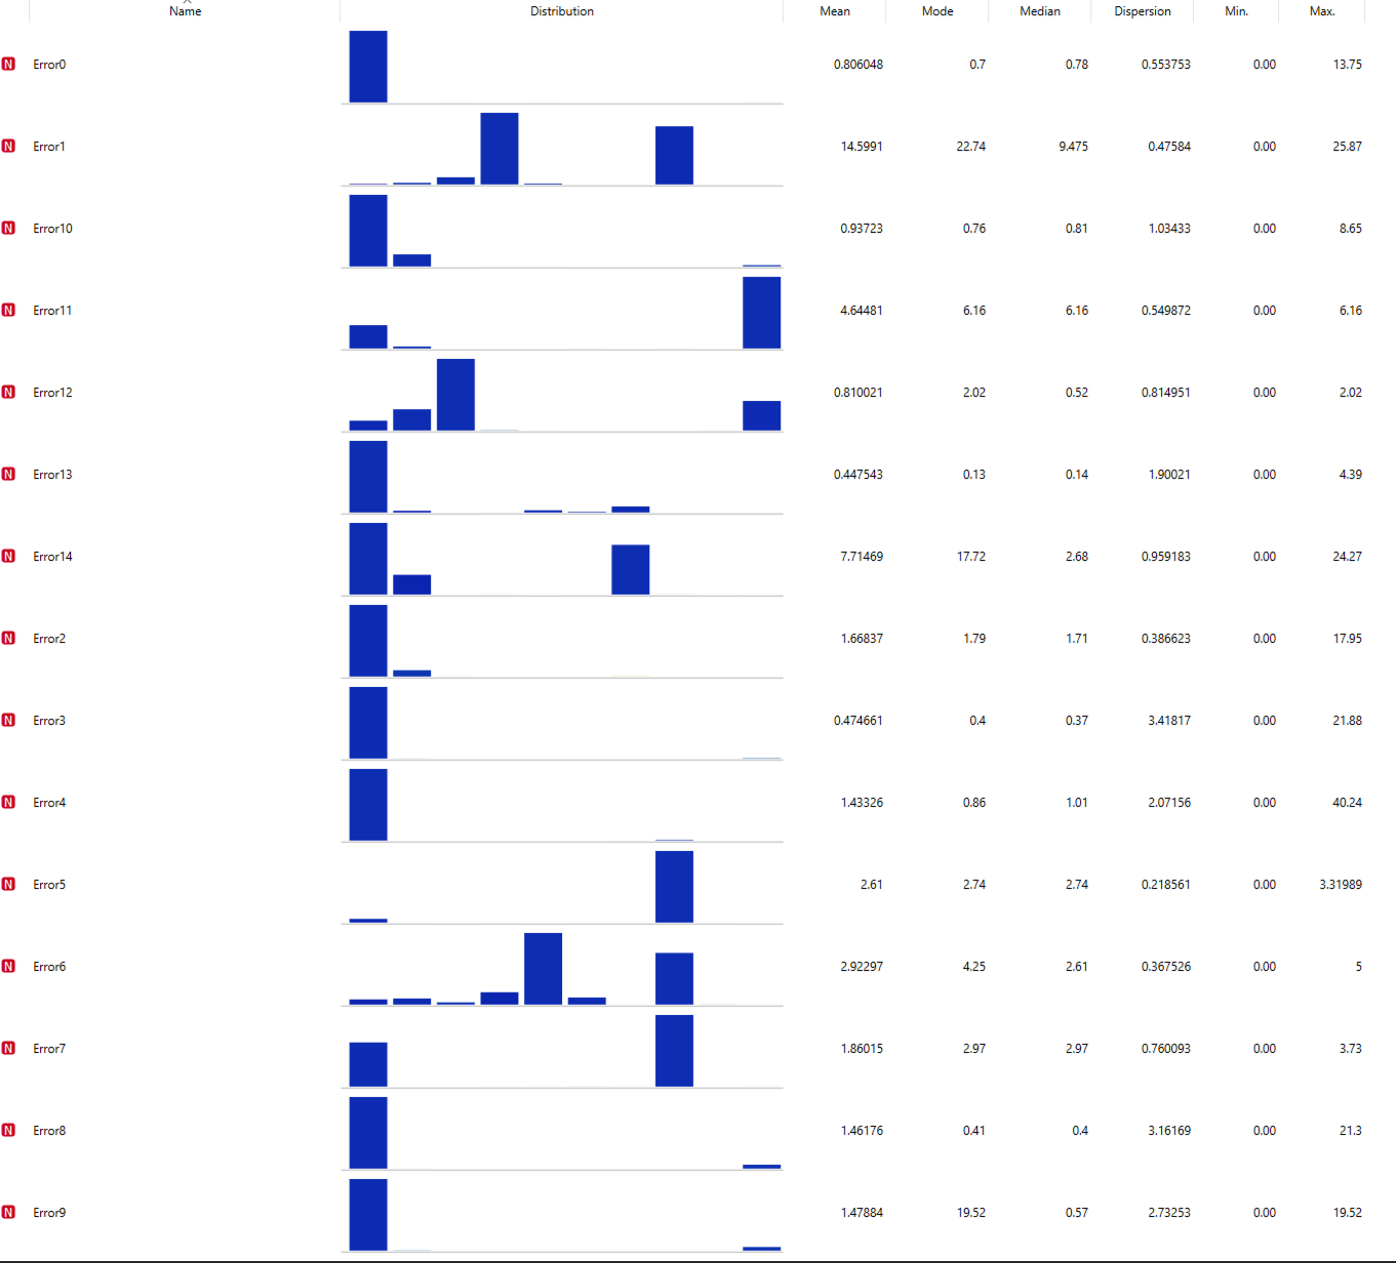 Name Distribution Mean Mode Median Dispersion Min. Max.
N Error0 0.806048 0.7 0.78 0.553753 0.00 13.75
N Error1 14.5991 22.74 9.475 0.47584 0.00 25.87
N Error10 0.93723 0.76 0.81 1.03433 0.00 8.65
N Error11 4.64481 6.16 6.16 0.549872 0.00 6.16
N Error12 0.810021 2.02 0.52 0.814951 0.00 2.02
N Error13 0.447543 0.13 0.14 1.90021 0.00 4.39
N Error14 7.71469 17.72 2.68 0.959183 0.00 24.27
N Error2 1.66837 1.79 1.71 0.386623 0.00 17.95
N Error3 0.474661 0.4 0.37 3.41817 0.00 21.88
N Error4 1.43326 0.86 1.01 2.07156 0.00 40.24
N Error5 2.61 2.74 2.74 0.218561 0.00 3.31989
N Error6 2.92297 4.25 2.61 0.367526 0.00 5
N Error7 1.86015 2.97 2.97 0.760093 0.00 3.73
N Error8 1.46176 0.41 0.4 3.16169 0.00 21.3
N Error9 1.47884 19.52 0.57 2.73253 0.00 19.52